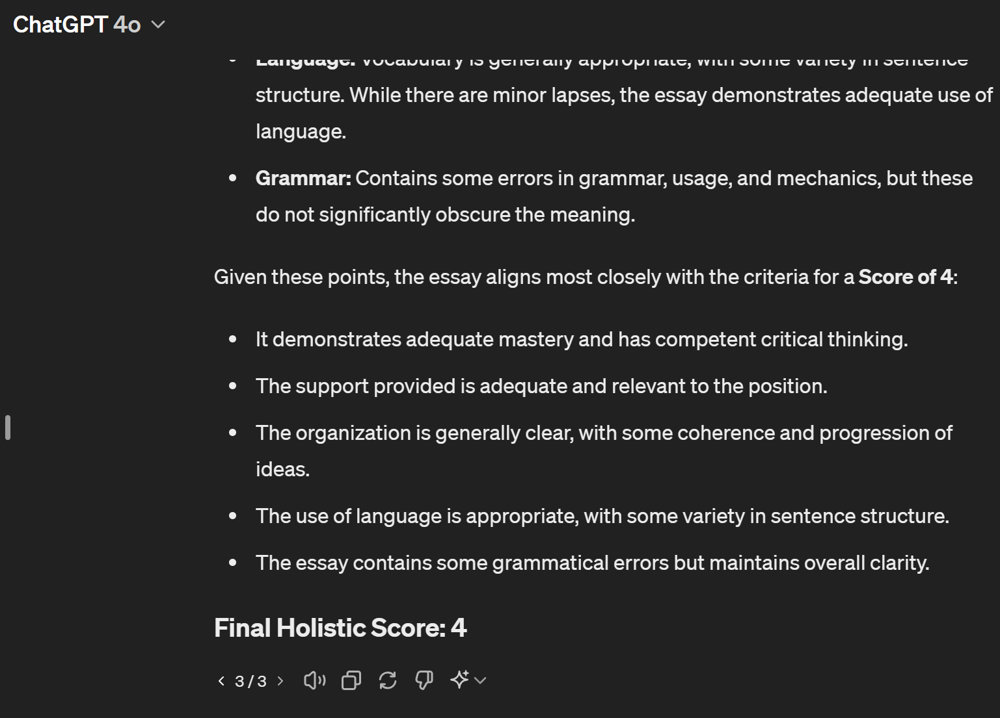 ChatGPT 4o
Language: Vocabulary is generally appropriate, with some variety in sentence
structure. While there are minor lapses, the essay demonstrates adequate use of
language.
Grammar: Contains some errors in grammar, usage, and mechanics, but these
do not significantly obscure the meaning.
Given these points, the essay aligns most closely with the criteria for a Score of 4:
It demonstrates adequate mastery and has competent critical thinking.
The support provided is adequate and relevant to the position.
The organization is generally clear, with some coherence and progression of
ideas.
The use of language is appropriate, with some variety in sentence structure.
The essay contains some grammatical errors but maintains overall clarity.
Final Holistic Score: 4
3 / 3